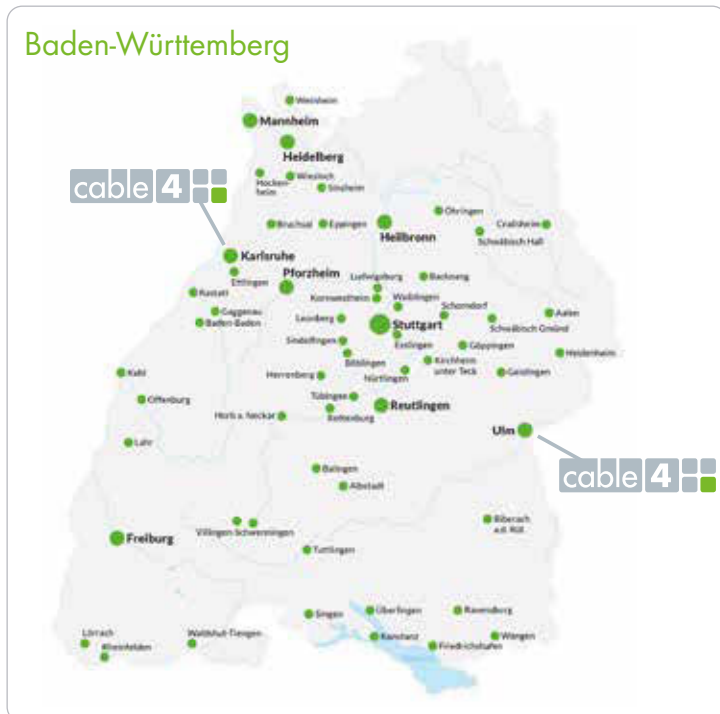 Baden-Württemberg
Weinheim
Mannheim
Heidelberg
Wiesloch
Hocken-
heim
Sinsheim
cable 4
Öhringen
Crailsheim
Bruchsal
Eppingen
Heilbronn
Schwäbisch Hall
Karlsruhe
Ettlingen
Pforzheim
Ludwigsburg
Backnang
Rastatt
Kornwestheim
Waiblingen
Gaggenau
Leonberg
Schorndorf
Aalen
Baden-Baden
Stuttgart
Schwäbisch Gmünd
Sindelfingen
Esslingen
Göppingen
Heidenheim
Böblingen
Kirchheim
unter Teck
Kehl
Herrenberg
Nürtlingen
Geislingen
Offenburg
Tübingen
Reutlingen
Horb a. Neckar
Rottenburg
Ulm
Lahr
cable 4
Balingen
Albstadt
Villingen-Schwenningen
Biberach
a.d. Riß
Freiburg
Tuttlingen
Singen
Überlingen
Ravensburg
Lörrach
Waldshut-Tiengen
Konstanz
Wangen
Rheinfelden
Friedrichshafen